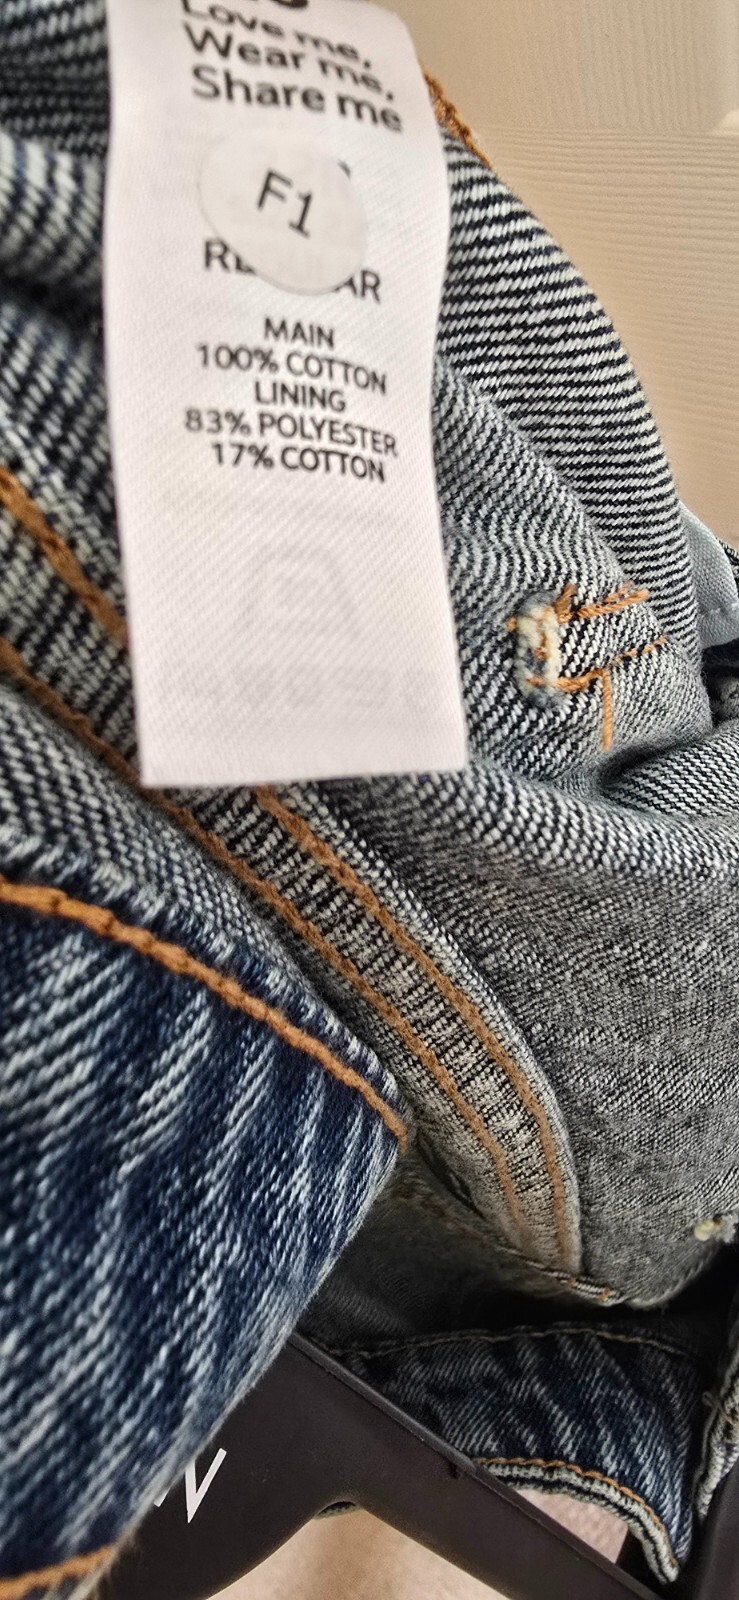 Love me,
Wear me,
Share me
F1
MAIN
100% COTTON
LINING
83% POLYESTER
17% COTTON